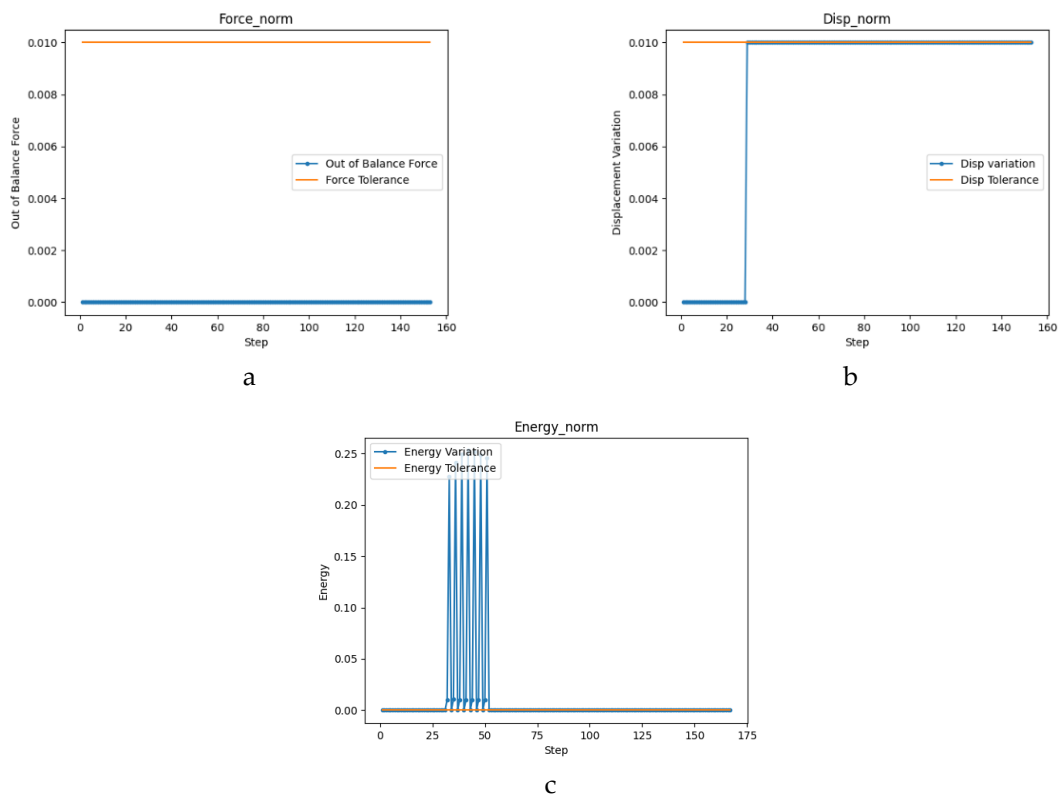 Force_norm
0.010
0.008
0.006
0.004
0.002
0.000
Out of Balance Force
Out of Balance Force
Force Tolerance
0 20 40 60 80 100 120 140 160
Step
a
Disp_norm
0.010
0.008
0.006
0.004
0.002
0.000
Displacement Variation
Disp variation
Disp Tolerance
0 20 40 60 80 100 120 140 160
Step
b
Energy_norm
0.25
0.20
0.15
0.10
0.05
0.00
Energy
Energy Variation
Energy Tolerance
0 25 50 75 100 125 150 175
Step
c